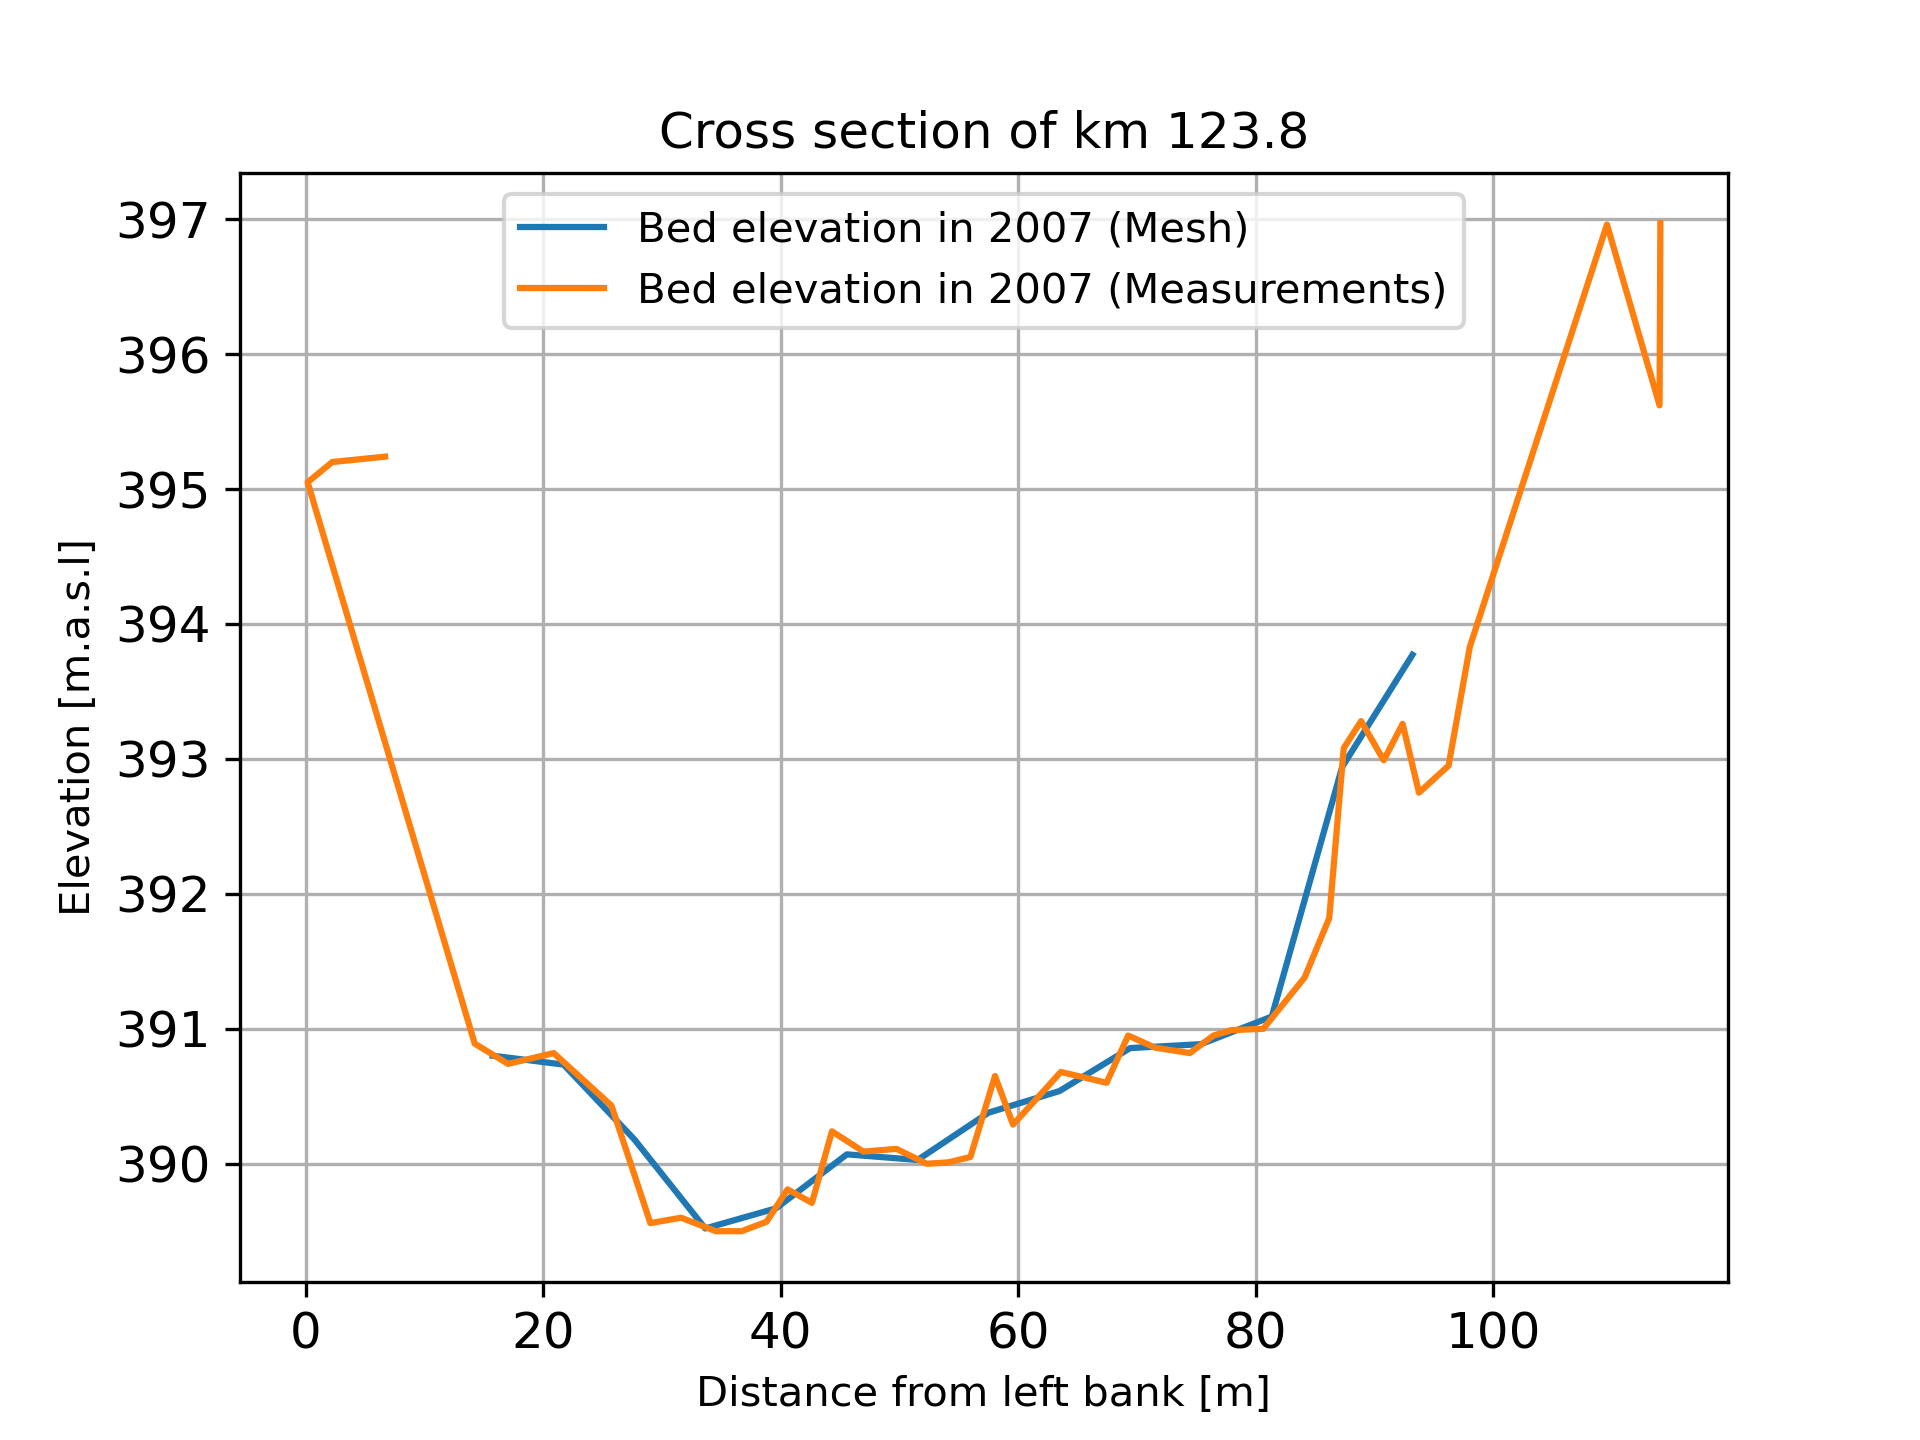 Cross section of km 123.8
Bed elevation in 2007 (Mesh)
Bed elevation in 2007 (Measurements)
Elevation [m.a.s.l]
397
396
395
394
393
392
391
390
0 20 40 60 80 100
Distance from left bank [m]